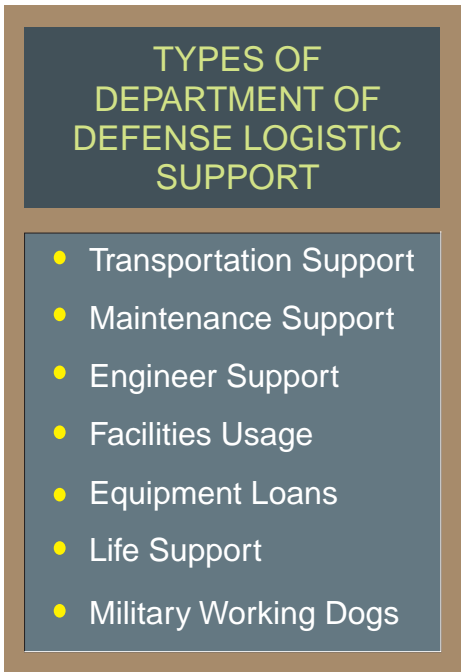 TYPES OF
DEPARTMENT OF
DEFENSE LOGISTIC
SUPPORT
Transportation Support
Maintenance Support
Engineer Support
Facilities Usage
Equipment Loans
Life Support
Military Working Dogs